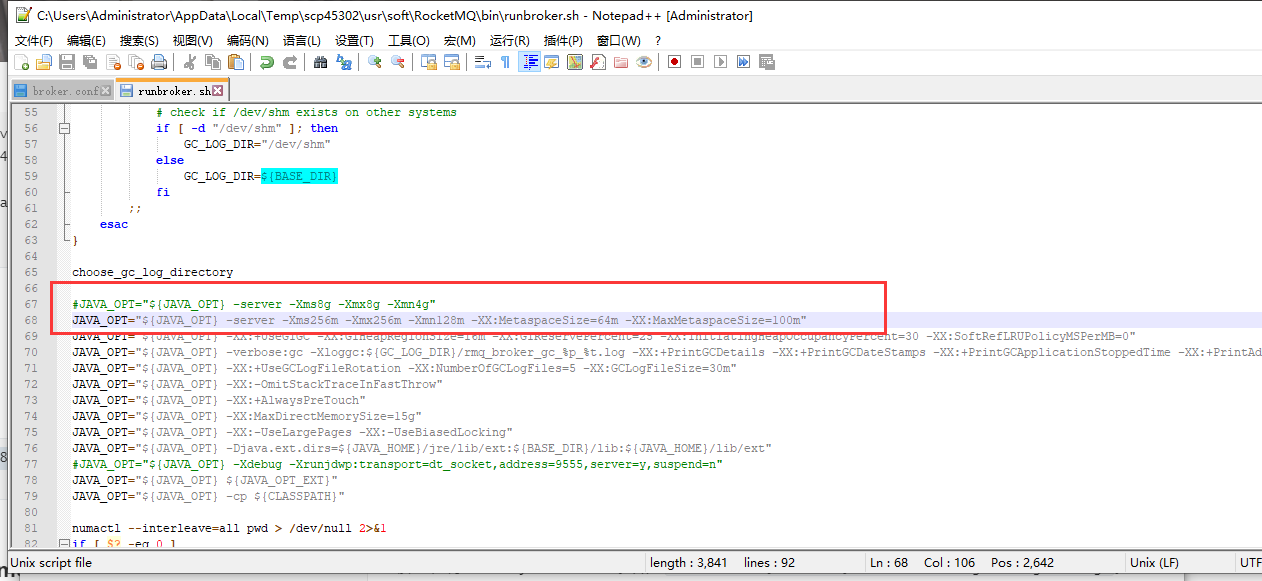 C:\Users\Administrator\AppData\Local\Temp\scp45302\usr\soft\RocketMQ\bin\runbroker.sh - Notepad++ [Administrator]
文件(F) 编辑(E) 搜索(S) 视图(V) 编码(N) 语言(L) 设置(T) 工具(O) 宏(M) 运行(R) 插件(P) 窗口(W) ?
broker.conf runbroker.sh
55 # check if /dev/shm exists on other systems
56 if [ -d "/dev/shm" ]; then
57 GC_LOG_DIR="/dev/shm"
58 else
59 GC_LOG_DIR=${BASE_DIR}
60 fi
61 ;;
62 esac
63 }
64
65 choose_gc_log_directory
66
67 #JAVA_OPT="${JAVA_OPT} -server -Xms8g -Xmx8g -Xmn4g"
68 JAVA_OPT="${JAVA_OPT} -server -Xms256m -Xmx256m -Xmn128m -XX:MetaspaceSize=64m -XX:MaxMetaspaceSize=100m"
69 JAVA_OPT="${JAVA_OPT} -XX:+UseG1GC -XX:G1HeapRegionSize=16m -XX:G1ReservePercent=25 -XX:InitiatingHeapOccupancyPercent=30 -XX:SoftRefLRUPolicyMSPerMB=0"
70 JAVA_OPT="${JAVA_OPT} -verbose:gc -Xloggc:${GC_LOG_DIR}/rmq_broker_gc_%p_%t.log -XX:+PrintGCDetails -XX:+PrintGCDateStamps -XX:+PrintGCApplicationStoppedTime -XX:+PrintAd
71 JAVA_OPT="${JAVA_OPT} -XX:+UseGCLogFileRotation -XX:NumberOfGCLogFiles=5 -XX:GCLogFileSize=30m"
72 JAVA_OPT="${JAVA_OPT} -XX:-OmitStackTraceInFastThrow"
73 JAVA_OPT="${JAVA_OPT} -XX:+AlwaysPreTouch"
74 JAVA_OPT="${JAVA_OPT} -XX:MaxDirectMemorySize=15g"
75 JAVA_OPT="${JAVA_OPT} -XX:-UseLargePages -XX:-UseBiasedLocking"
76 JAVA_OPT="${JAVA_OPT} -Djava.ext.dirs=${JAVA_HOME}/jre/lib/ext:${BASE_DIR}/lib:${JAVA_HOME}/lib/ext"
77 #JAVA_OPT="${JAVA_OPT} -Xdebug -Xrunjdwp:transport=dt_socket,address=9555,server=y,suspend=n"
78 JAVA_OPT="${JAVA_OPT} ${JAVA_OPT_EXT}"
79 JAVA_OPT="${JAVA_OPT} -cp ${CLASSPATH}"
80
81 numactl --interleave=all pwd > /dev/null 2>&1
82 if [ $? -eq 0 ]
Unix script file length : 3,841 lines : 92 Ln : 68 Col : 106 Pos : 2,642 Unix (LF) UTF